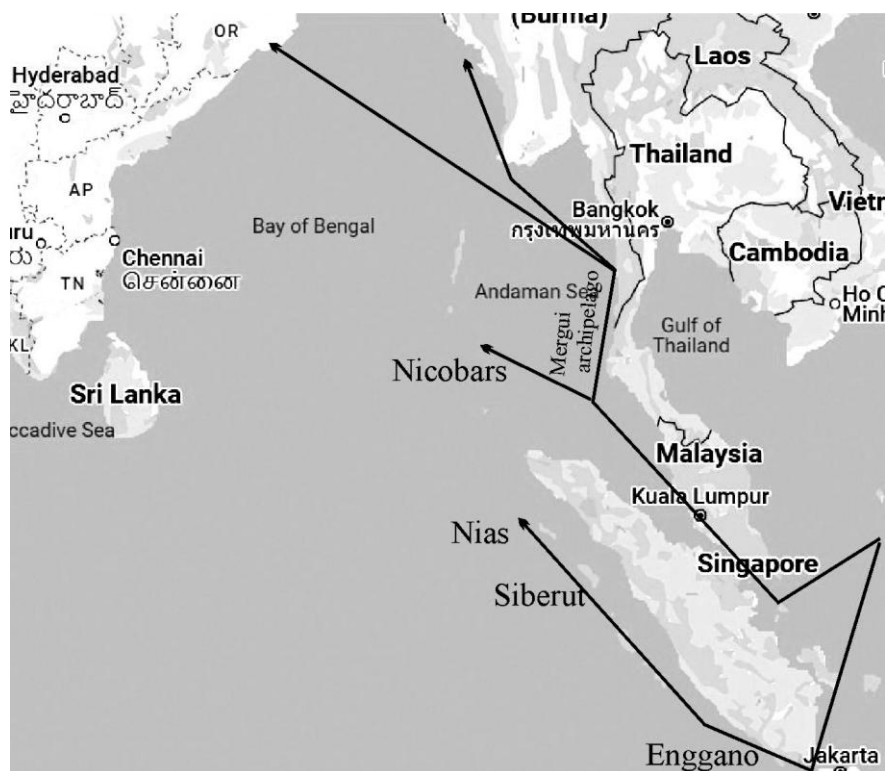 (Burma)
OR
Laos
Hyderabad
హైదరాబాద్
Thailand
AP
Bangkok
กรุงเทพมหานคร
Bay of Bengal
Cambodia
Chennai
சென்னை
TN
Andaman Sea
Mergui
archipelago
Gulf of
Thailand
Ho C
Minh
KL
Nicobars
Sri Lanka
ccadive Sea
Malaysia
Kuala Lumpur
Nias
Singapore
Siberut
Enggano
Jakarta